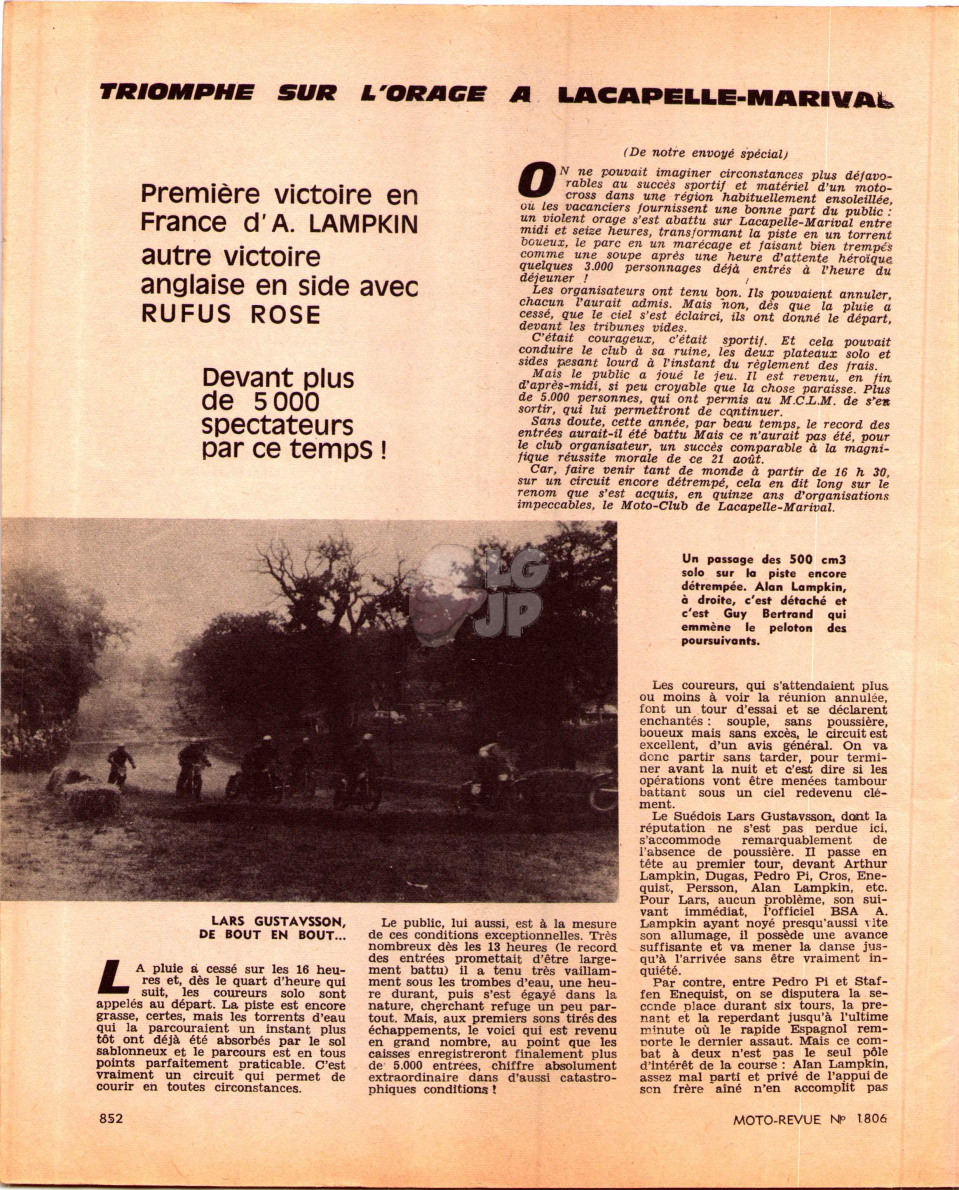 TRIOMPHE SUR L'ORAGE A LACAPELLE-MARIVAL
Première victoire en
France d'A. LAMPKIN
autre victoire
anglaise en side avec
RUFUS ROSE
Devant plus
de 5000
spectateurs
par ce tempS !
(De notre envoyé spécial)
ON ne pouvait imaginer circonstances plus défavo-
rables au succès sportif et matériel d'un moto-
cross dans une région habituellement ensoleillée,
ou les vacanciers fournissent une bonne part du public :
un violent orage s'est abattu sur Lacapelle-Marival entre
midi et seize heures, transformant la piste en un torrent
boueux, le parc en un marécage et faisant bien trempés
comme une soupe après une heure d'attente héroïque
quelques 3.000 personnages déjà entrés à l'heure du
déjeuner !
Les organisateurs ont tenu bon. Ils pouvaient annuler,
chacun l'aurait admis. Mais non, dès que la pluie a
cessé, que le ciel s'est éclairci, ils ont donné le départ,
devant les tribunes vides.
C'était courageux, c'était sportif. Et cela pouvait
conduire le club à sa ruine, les deux plateaux solo et
sides pesant lourd à l'instant du règlement des frais.
Mais le public a joué le jeu. Il est revenu, en fin
d'après-midi, si peu croyable que la chose paraisse. Plus
de 5.000 personnes, qui ont permis au M.C.L.M. de s'en
sortir, qui lui permettront de continuer.
Sans doute, cette année, par beau temps, le record des
entrées aurait-il été battu Mais ce n'aurait pas été, pour
le club organisateur, un succès comparable à la magni-
fique réussite morale de ce 21 août.
Car, faire venir tant de monde à partir de 16 h 30,
sur un circuit encore détrempé, cela en dit long sur le
renom que s'est acquis, en quinze ans d'organisations
impeccables, le Moto-Club de Lacapelle-Marival.
LG
JP
Un passage des 500 cm3
solo sur la piste encore
détrempée. Alan Lampkin,
à droite, c'est détaché et
c'est Guy Bertrand qui
emmène le peloton des
poursuivants.
LARS GUSTAVSSON,
DE BOUT EN BOUT...
LA pluie a cessé sur les 16 heu-
res et, dès le quart d'heure qui
suit, les coureurs solo sont
appelés au départ. La piste est encore
grasse, certes, mais les torrents d'eau
qui la parcouraient un instant plus
tôt ont déjà été absorbés par le sol
sablonneux et le parcours est en tous
points parfaitement praticable. C'est
vraiment un circuit qui permet de
courir en toutes circonstances.
Le public, lui aussi, est à la mesure
de ces conditions exceptionnelles. Très
nombreux dès les 13 heures (le record
des entrées promettait d'être large-
ment battu) il a tenu très vaillam-
ment sous les trombes d'eau, une heu-
re durant, puis s'est égayé dans la
nature, cherchant refuge un peu par-
tout. Mais, aux premiers sons tirés des
échappements, le voici qui est revenu
en grand nombre, au point que les
caisses enregistreront finalement plus
de 5.000 entrées, chiffre absolument
extraordinaire dans d'aussi catastro-
phiques conditions !
Les coureurs, qui s'attendaient plus
ou moins à voir la réunion annulée,
font un tour d'essai et se déclarent
enchantés : souple, sans poussière,
boueux mais sans excès, le circuit est
excellent, d'un avis général. On va
donc partir sans tarder, pour termi-
ner avant la nuit et c'est dire si les
opérations vont être menées tambour
battant sous un ciel redevenu clé-
ment.
Le Suédois Lars Gustavsson, dont la
réputation ne s'est pas perdue ici,
s'accommode remarquablement de
l'absence de poussière. Il passe en
tête au premier tour, devant Arthur
Lampkin, Dugas, Pedro Pi, Cros, Ene-
quist, Persson, Alan Lampkin, etc.
Pour Lars, aucun problème, son sui-
vant immédiat, l'officiel BSA A.
Lampkin ayant noyé presqu'aussi vite
son allumage, il possède une avance
suffisante et va mener la danse jus-
qu'à l'arrivée sans être vraiment in-
quiété.
Par contre, entre Pedro Pi et Staf-
fen Enequist, on se disputera la se-
conde place durant six tours, la pre-
nant et la reperdant jusqu'à l'ultime
minute où le rapide Espagnol rem-
porte le dernier assaut. Mais ce com-
bat à deux n'est pas le seul pôle
d'intérêt de la course : Alan Lampkin,
assez mal parti et privé de l'appui de
son frère aîné n'en accomplit pas
852
MOTO-REVUE No 1806